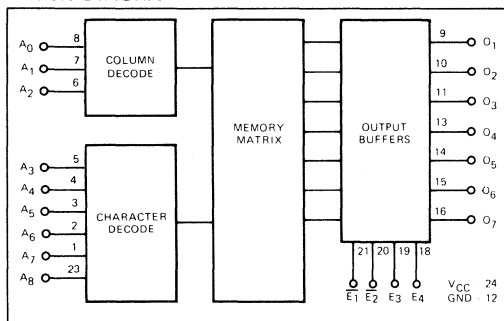 A0 8
A1 7
A2 6
COLUMN
DECODE
A3 5
A4 4
A5 3
A6 2
A7 1
A8 23
CHARACTER
DECODE
MEMORY
MATRIX
OUTPUT
BUFFERS
9 O1
10 O2
11 O3
13 O4
14 O5
15 O6
16 O7
21 20 19 18
E̅1 E̅2 E3 E4
VCC 24
GND - 12